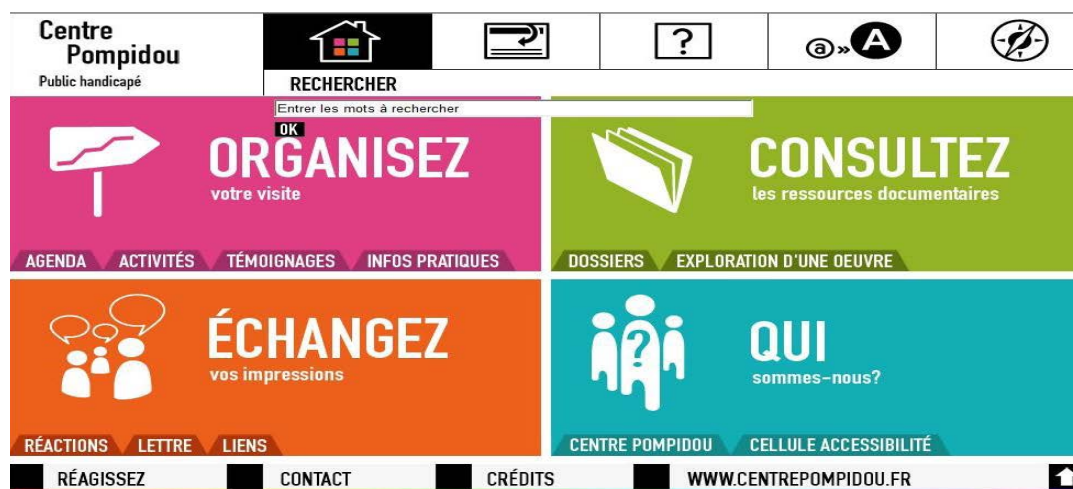 Centre
Pompidou
Public handicapé
?
@»A
RECHERCHER
Entrer les mots à rechercher
OK
ORGANISEZ
votre visite
AGENDA ACTIVITÉS TÉMOIGNAGES INFOS PRATIQUES
CONSULTEZ
les ressources documentaires
DOSSIERS EXPLORATION D'UNE OEUVRE
ÉCHANGEZ
vos impressions
RÉACTIONS LETTRE LIENS
?
QUI
sommes-nous?
CENTRE POMPIDOU CELLULE ACCESSIBILITÉ
RÉAGISSEZ CONTACT CRÉDITS WWW.CENTREPOMPIDOU.FR